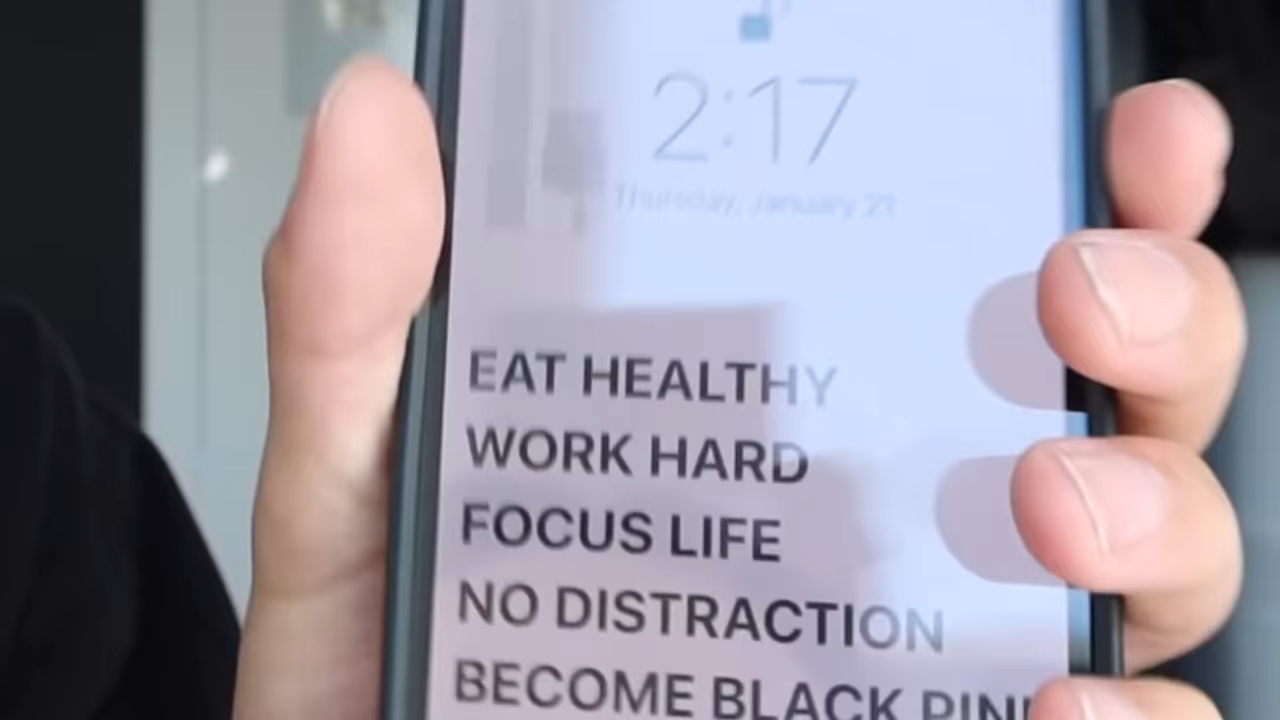 2:17
Thursday, January 21
EAT HEALTHY
WORK HARD
FOCUS LIFE
NO DISTRACTION
BECOME BLACK